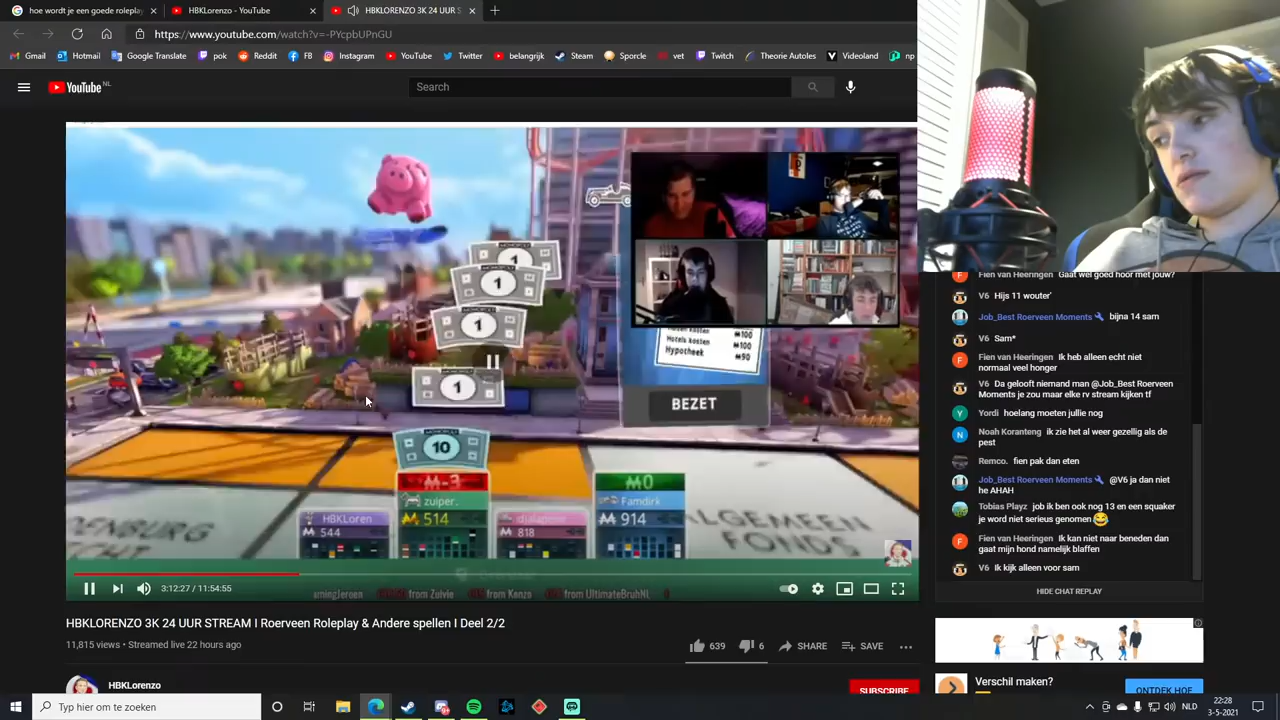 hoe wordt je een goede roleplay
HBKLorenzo - YouTube
HBKLORENZO 3K 24 UUR S
https://www.youtube.com/watch?v=-PYcpbUPnGU
Gmail Hotmail Google Translate rpok Reddit FB Instagram YouTube Twitter belangrijk Steam Sporcle vet Twitch Theorie Autoles Videoland np
YouTube NL
Search
MONOPOLY
1
1
1
1
10
Hotels kosten M100
Hypotheek M90
BEZET
M-3
M0
HBKLoren
544
zuiper.
514
818
Famdirk
914
ALGEMEEN
FONDS
3:12:27 / 11:54:55
from Zuivie from Kenzo from UltimateBruhNL
HBKLORENZO 3K 24 UUR STREAM I Roerveen Roleplay & Andere spellen I Deel 2/2
11,815 views • Streamed live 22 hours ago
639 6 SHARE SAVE
HBKLorenzo
SUBSCRIBE
Fien van Heeringen Gaat wel goed hoor met jouw?
V6 Hijs 11 wouter'
Job_Best Roerveen Moments bijna 14 sam
V6 Sam*
Fien van Heeringen Ik heb alleen echt niet
normaal veel honger
V6 Da gelooft niemand man @Job_Best Roerveen
Moments je zou maar elke rv stream kijken tf
Yordi hoelang moeten jullie nog
Noah Koranteng ik zie het al weer gezellig als de
pest
Remco. fien pak dan eten
Job_Best Roerveen Moments @V6 ja dan niet
he AHAH
Tobias Playz job ik ben ook nog 13 en een squaker
je word niet serieus genomen 😂
Fien van Heeringen Ik kan niet naar beneden dan
gaat mijn hond namelijk blaffen
V6 Ik kijk alleen voor sam
HIDE CHAT REPLAY
Verschil maken?
ONTDEK HOE
Typ hier om te zoeken
NLD
22:28
3-5-2021